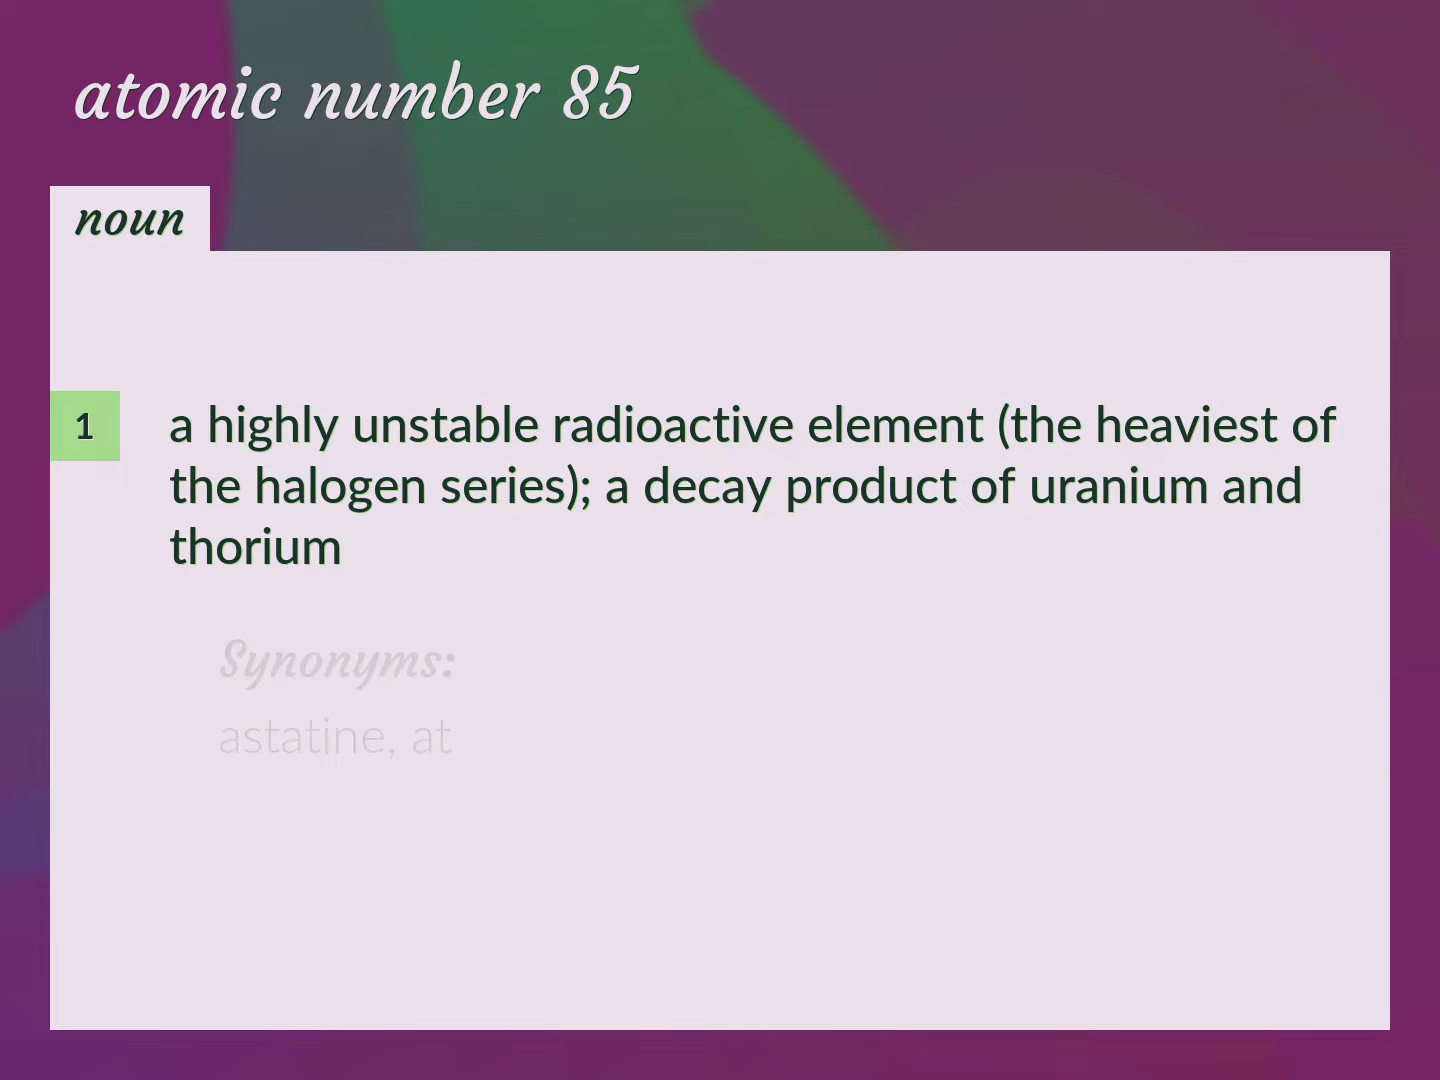 atomic number 85
noun
1
a highly unstable radioactive element (the heaviest of
the halogen series); a decay product of uranium and
thorium
Synonyms:
astatine, at